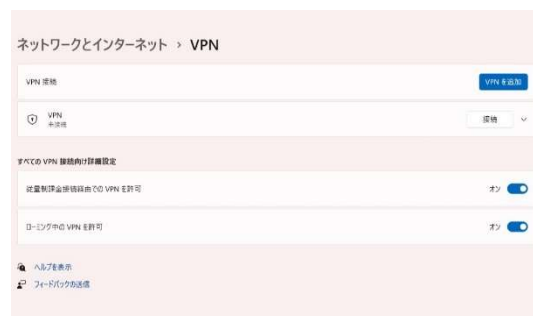 ネットワークとインターネット › VPN
VPN 接続
VPN を追加
VPN
未接続
接続
すべての VPN 接続向け詳細設定
従量制課金接続経由での VPN を許可
オン
ローミング中の VPN を許可
オン
ヘルプを表示
フィードバックの送信